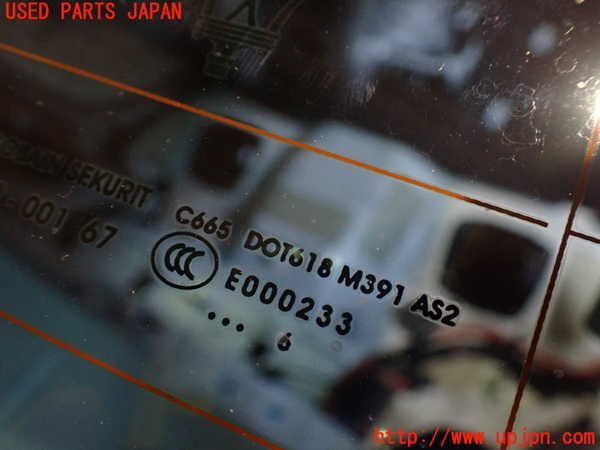 USED PARTS JAPAN
SEKURIT
C665 DOT618 M391 AS2
001 67
CCC
E000233
... 6
http://www.upjpn.com